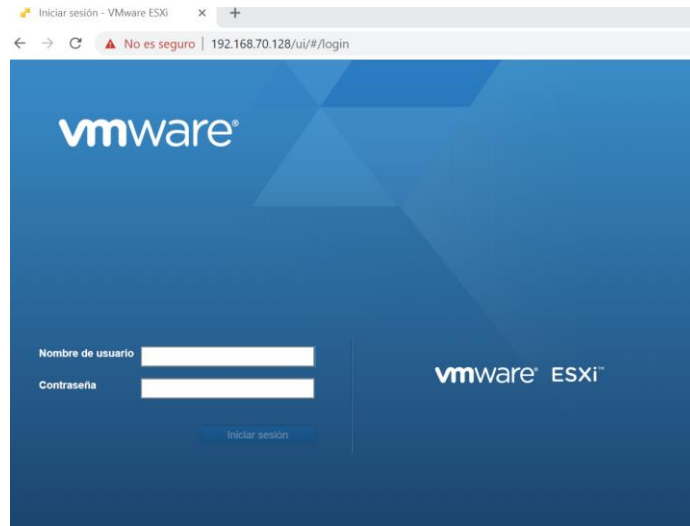 Iniciar sesión - VMware ESXi
No es seguro | 192.168.70.128/ui/#/login
vmware®
Nombre de usuario
Contraseña
vmware® ESXi™
Iniciar sesión